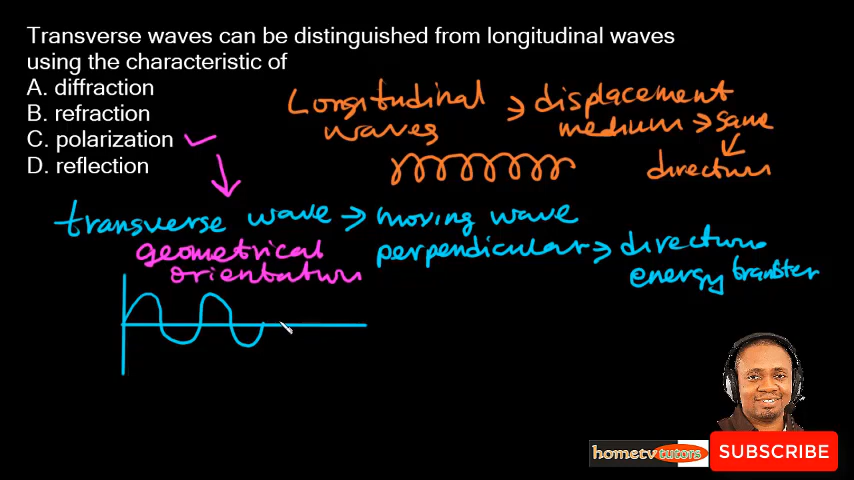 Transverse waves can be distinguished from longitudinal waves
using the characteristic of
A. diffraction
B. refraction
C. polarization
D. reflection
Longitudinal → displacement
waves medium → same
direction
transverse wave → moving wave
geometrical perpendicular → direction
orientation energy transfer
hometvtutors SUBSCRIBE